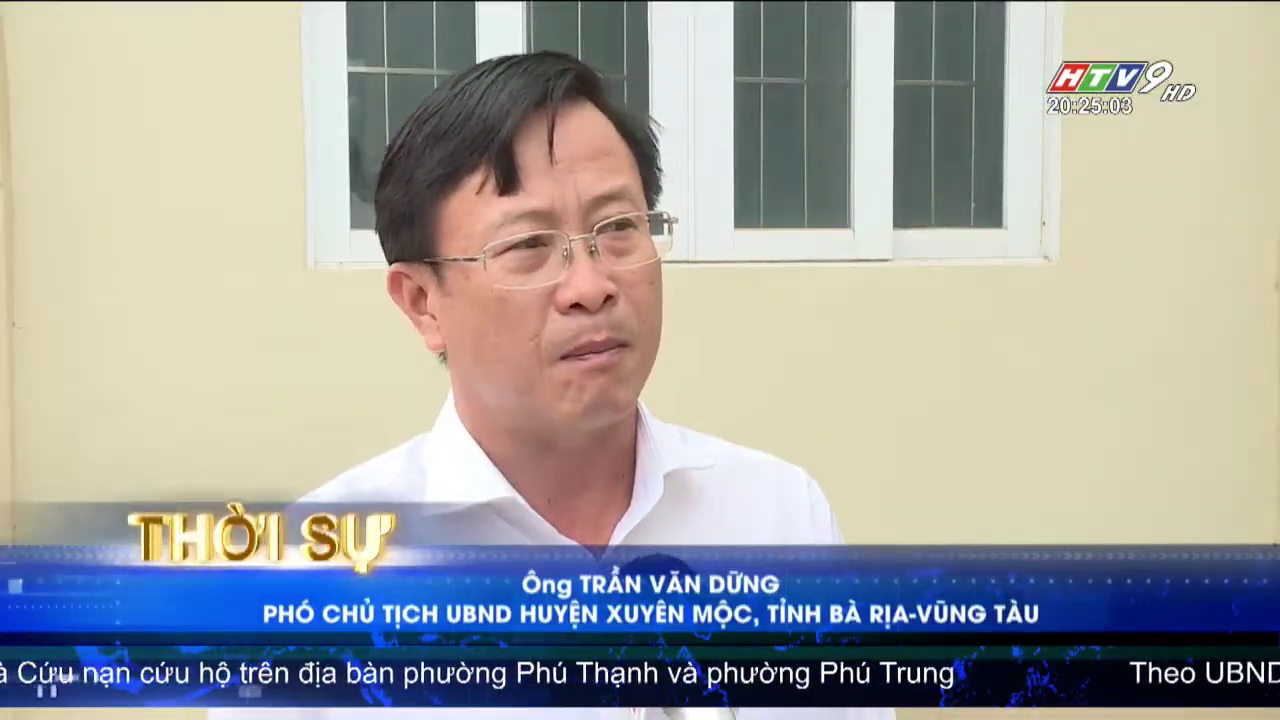 HTV9 HD
20:25:03
THỜI SỰ
Ông TRẦN VĂN DỮNG
PHÓ CHỦ TỊCH UBND HUYỆN XUYÊN MỘC, TỈNH BÀ RỊA-VŨNG TÀU
à Cứu nạn cứu hộ trên địa bàn phường Phú Thạnh và phường Phú Trung Theo UBND